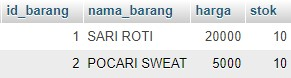 id_barang nama_barang harga stok
1 SARI ROTI 20000 10
2 POCARI SWEAT 5000 10